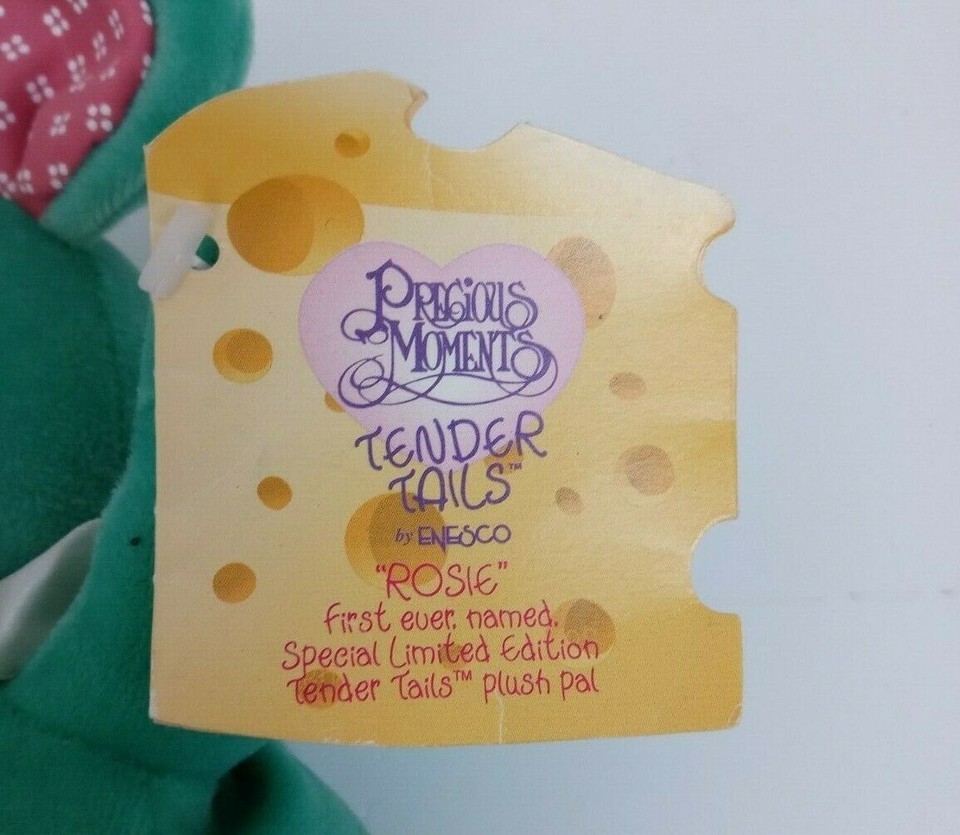 PRECIOUS
MOMENTS
TENDER
TAILS™
by ENESCO
"ROSIE"
first ever, named,
Special Limited Edition
Tender Tails™ plush pal